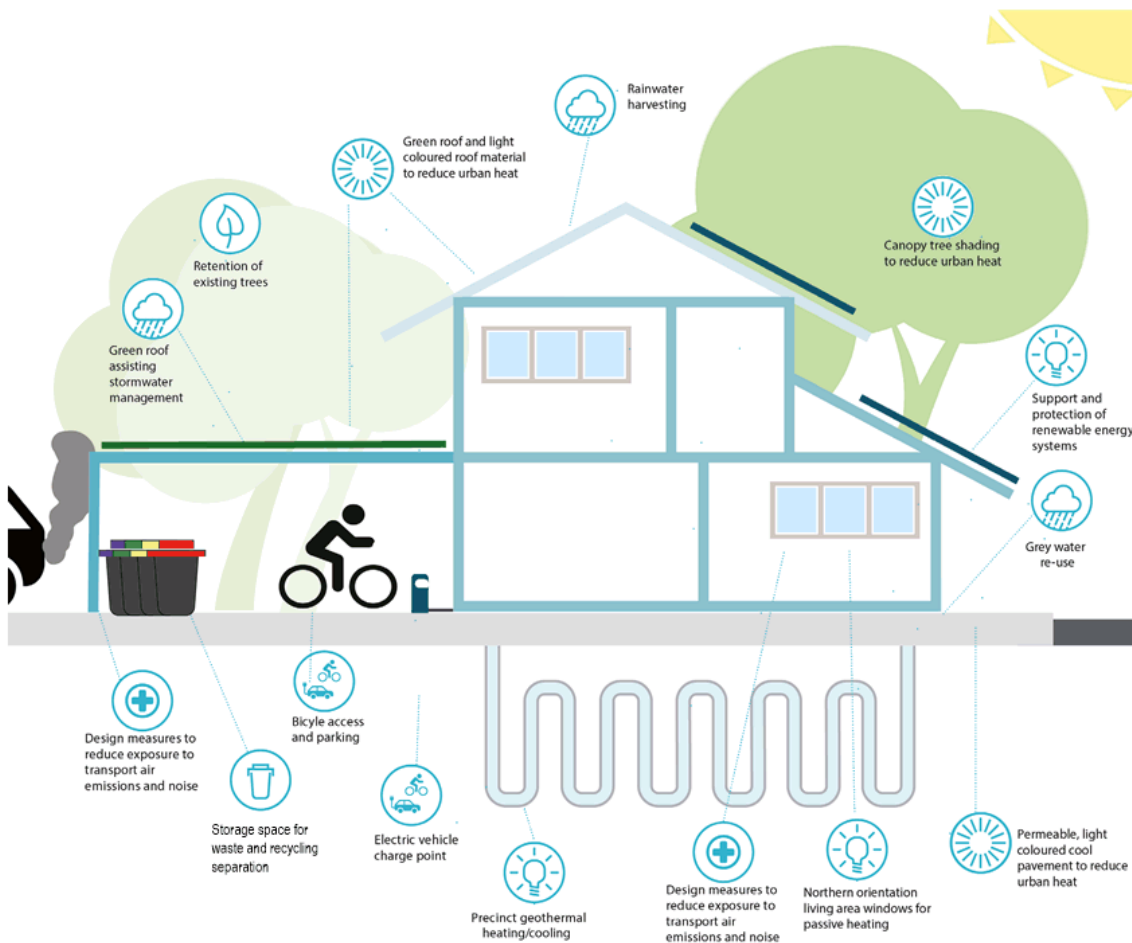 Rainwater
harvesting
Green roof and light
coloured roof material
to reduce urban heat
Retention of
existing trees
Canopy tree shading
to reduce urban heat
Green roof
assisting
stormwater
management
Support and
protection of
renewable energy
systems
Grey water
re-use
Design measures to
reduce exposure to
transport air
emissions and noise
Bicyle access
and parking
Storage space for
waste and recycling
separation
Electric vehicle
charge point
Precinct geothermal
heating/cooling
Design measures to
reduce exposure to
transport air
emissions and noise
Northern orientation
living area windows for
passive heating
Permeable, light
coloured cool
pavement to reduce
urban heat